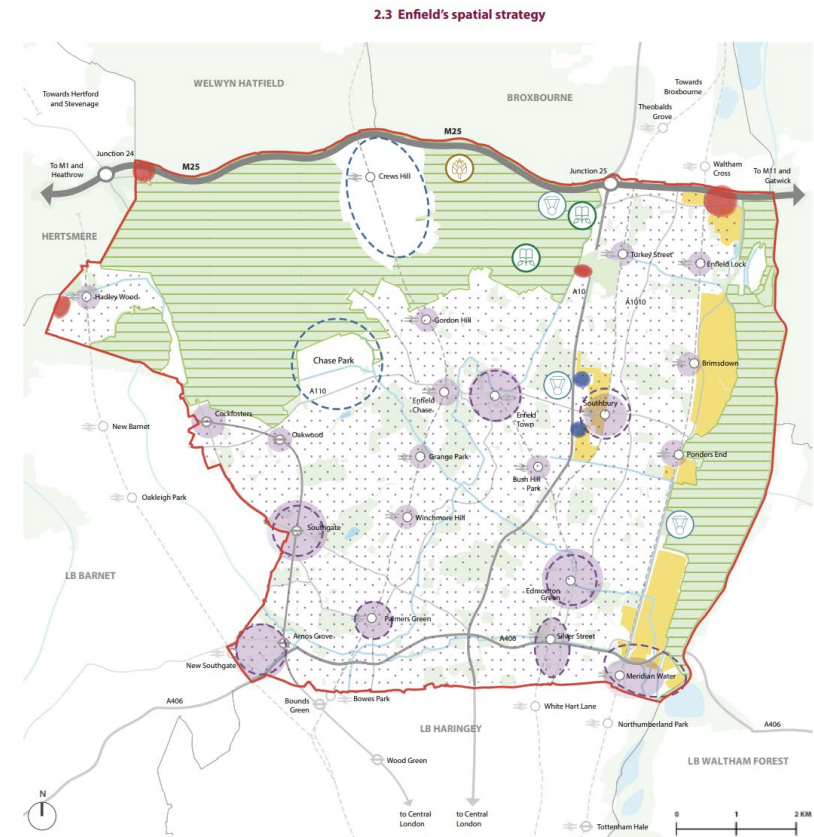 2.3 Enfield's spatial strategy
WELWYN HATFIELD
BROXBOURNE
Towards
Broxbourne
Towards Hertford
and Stevenage
Theobalds
Grove
M25
Junction 24
M25
To M1 and
Heathrow
Junction 25
Waltham
Cross
To M11 and
Gatwick
Crews Hill
HERTSMERE
Turkey Street
Enfield Lock
Hadley Wood
A10
A1010
Gordon Hill
Chase Park
A110
Brimsdown
Enfield
Chase
Enfield
Town
Southbury
Cockfosters
New Barnet
Oakwood
Grange Park
Ponders End
Bush Hill
Park
Oakleigh Park
Winchmore Hill
Southgate
LB BARNET
Edmonton
Green
Palmers Green
Arnos Grove
A406
Silver Street
New Southgate
Meridian Water
A406
Bounds
Green
Bowes Park
White Hart Lane
LB HARINGEY
Northumberland Park
A406
Wood Green
LB WALTHAM FOREST
N
to Central
London
to Central
London
Tottenham Hale
0 1 2 KM